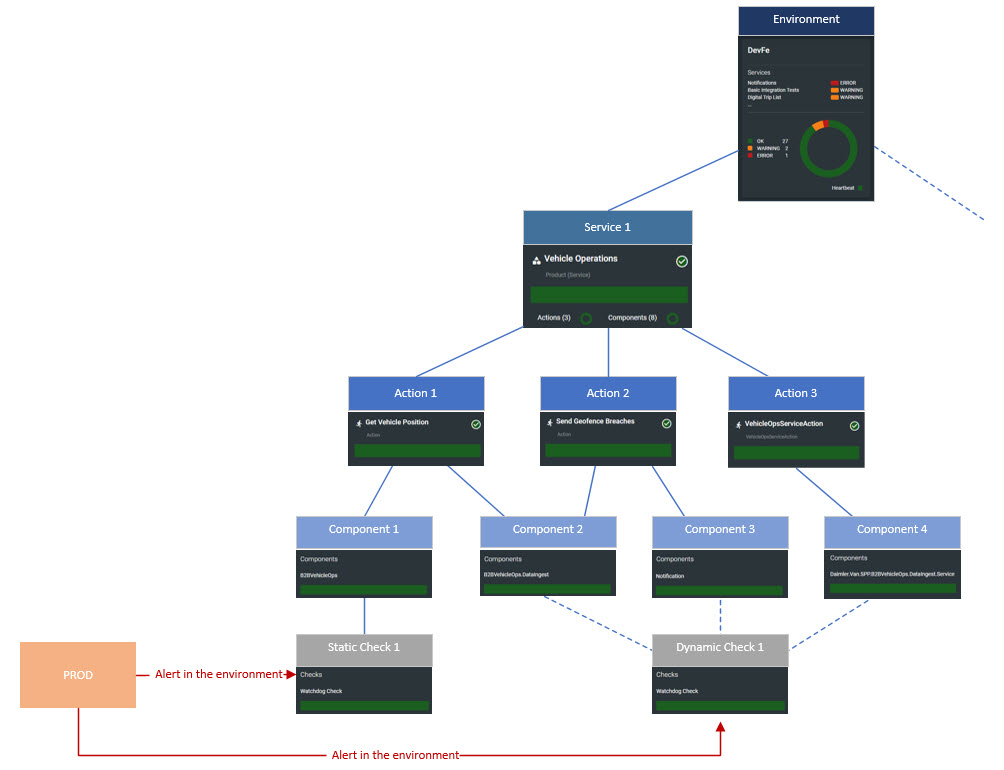 Environment
DevFe
Services
Notifications ERROR
Basic Integration Tests WARNING
Digital Trip List WARNING
...
OK 27
WARNING 2
ERROR 1
Heartbeat
Service 1
Vehicle Operations
Product (Service)
Actions (3) Components (8)
Action 1
Get Vehicle Position
Action
Action 2
Send Geofence Breaches
Action
Action 3
VehicleOpsServiceAction
VehicleOpsServiceAction
Component 1
Components
B2BVehicleOps
Component 2
Components
B2BVehicleOps.DataIngest
Component 3
Components
Notification
Component 4
Components
Daimler.Van.SPP.B2BVehicleOps.DataIngest.Service
Static Check 1
Checks
Watchdog Check
Dynamic Check 1
Checks
Watchdog Check
PROD
Alert in the environment
Alert in the environment